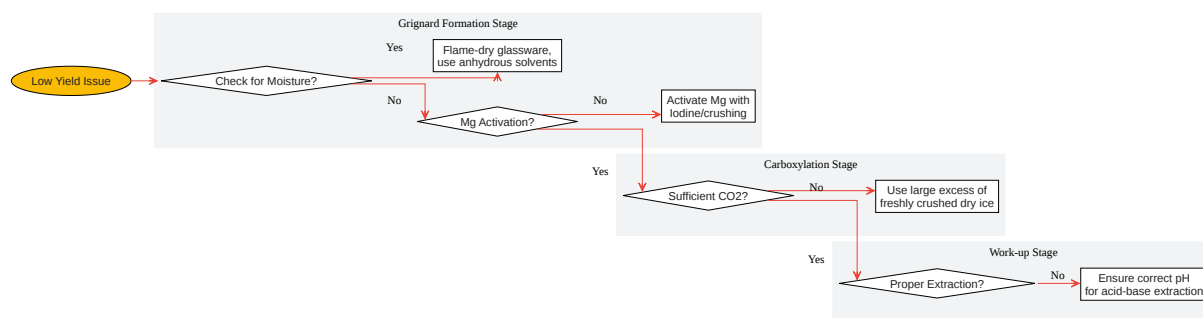 Grignard Formation Stage
Yes
Flame-dry glassware,
use anhydrous solvents
Low Yield Issue
Check for Moisture?
No
No
Activate Mg with
Iodine/crushing
Mg Activation?
Carboxylation Stage
Yes
No
Use large excess of
freshly crushed dry ice
Sufficient CO2?
Work-up Stage
Yes
No
Ensure correct pH
for acid-base extraction
Proper Extraction?